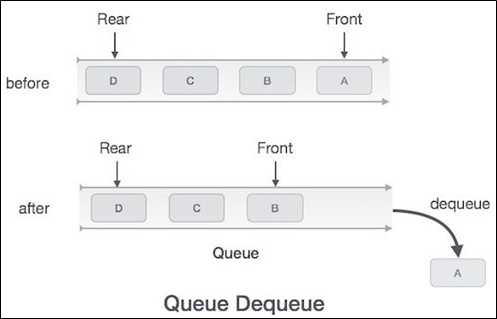 Rear Front
before
D C B A
Rear Front
after
D C B
dequeue
A
Queue
Queue Dequeue